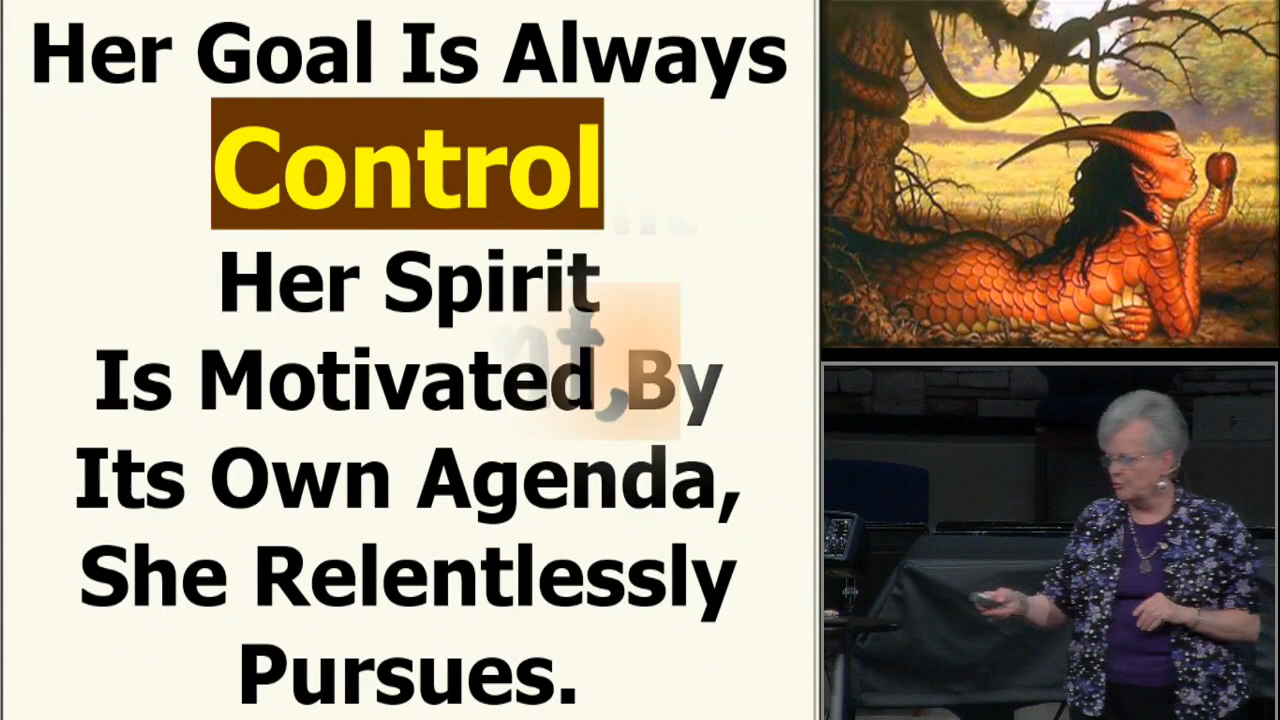 Her Goal Is Always
Control
Her Spirit
Is Motivated By
Its Own Agenda,
She Relentlessly
Pursues.